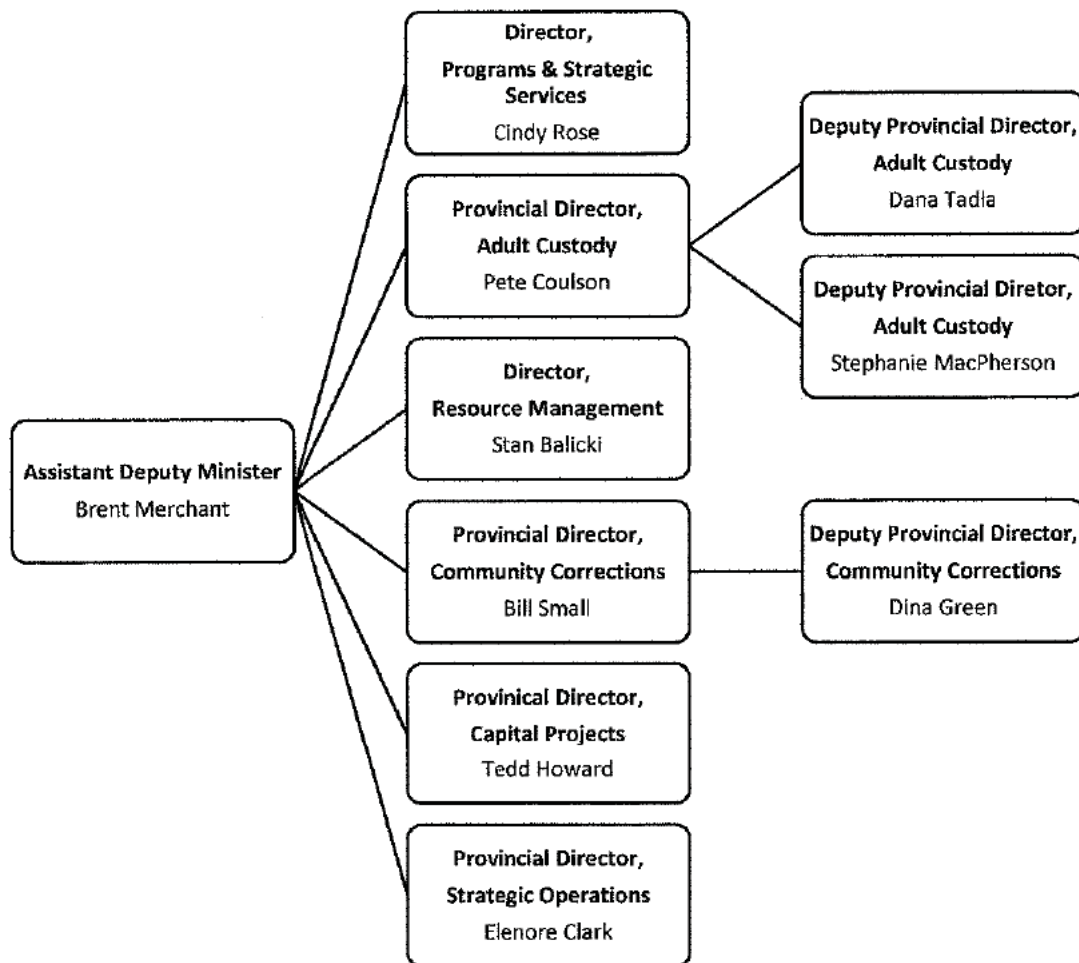 Assistant Deputy Minister
Brent Merchant
Director,
Programs & Strategic
Services
Cindy Rose
Provincial Director,
Adult Custody
Pete Coulson
Deputy Provincial Director,
Adult Custody
Dana Tadla
Deputy Provincial Diretor,
Adult Custody
Stephanie MacPherson
Director,
Resource Management
Stan Balicki
Provincial Director,
Community Corrections
Bill Small
Deputy Provincial Director,
Community Corrections
Dina Green
Provinical Director,
Capital Projects
Tedd Howard
Provincial Director,
Strategic Operations
Elenore Clark